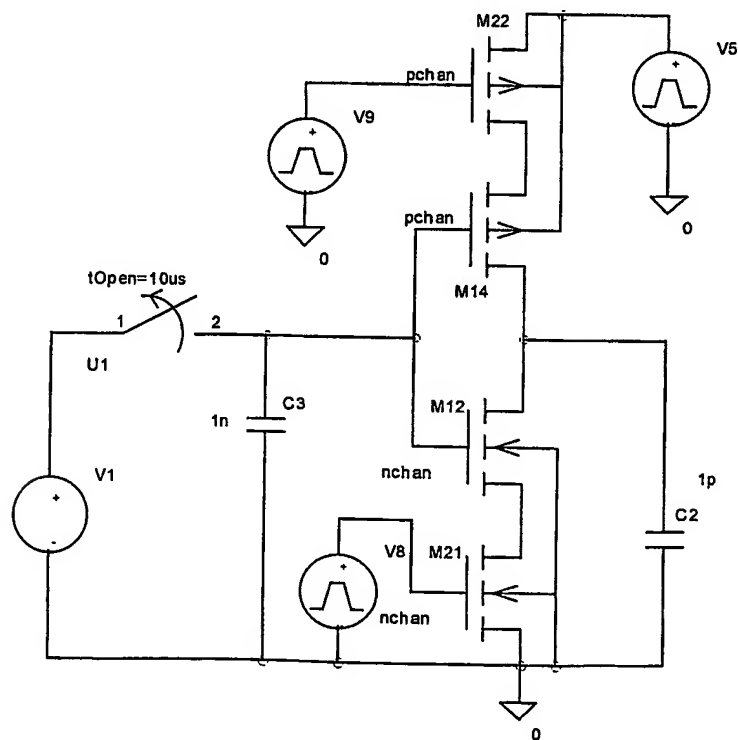 M22
V5
+
pchan
V9
+
0
0
pchan
M14
tOpen=10us
1
2
U1
C3
1n
M12
nchan
V1
+
-
1p
C2
V8
M21
+
nchan
0